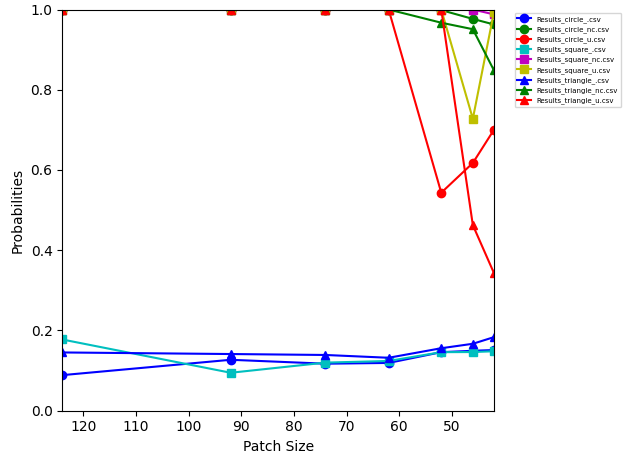 1.0
0.8
0.6
0.4
0.2
0.0
Probabilities
120 110 100 90 80 70 60 50
Patch Size
Results_circle_.csv
Results_circle_nc.csv
Results_circle_u.csv
Results_square_.csv
Results_square_nc.csv
Results_square_u.csv
Results_triangle_.csv
Results_triangle_nc.csv
Results_triangle_u.csv